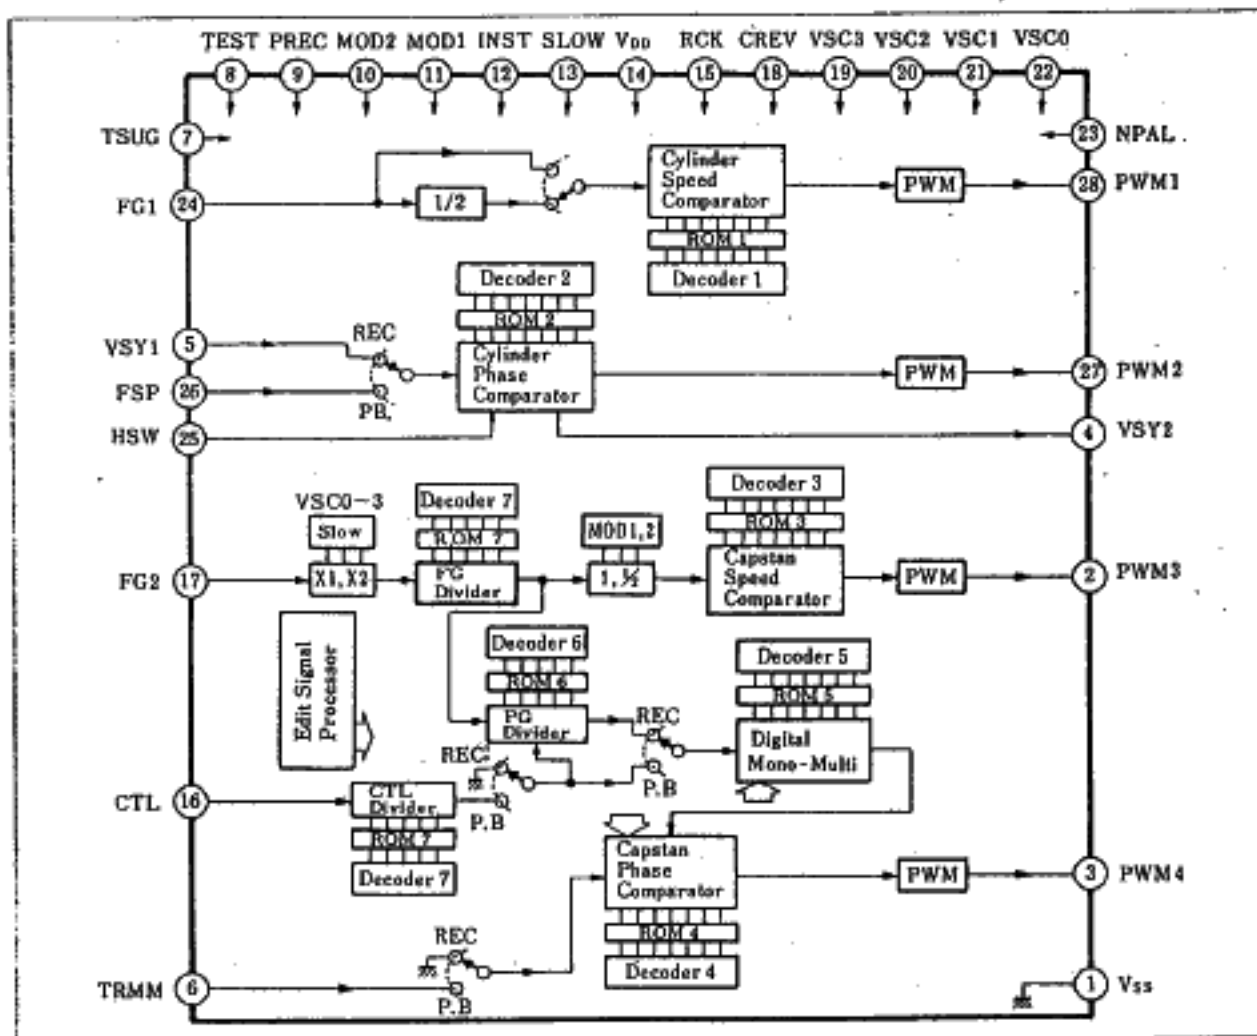 TEST PREC MOD2 MOD1 INST SLOW VDD RCK CREV VSC3 VSC2 VSC1 VSC0
8 9 10 11 12 13 14 15 18 19 20 21 22
TSUG 7
23 NPAL
FG1 24
1/2
Cylinder
Speed
Comparator
ROM 1
Decoder 1
PWM
28 PWM1
Decoder 2
ROM 2
Cylinder
Phase
Comparator
VSY1 5
REC
FSP 26
PB.
HSW 25
PWM
27 PWM2
4 VSY2
VSC0-3
Slow
X1, X2
FG2 17
Decoder 7
ROM 7
FG
Divider
MOD1,2
1, ½
Decoder 3
ROM 3
Capstan
Speed
Comparator
PWM
2 PWM3
Edit Signal
Processor
Decoder 6
ROM 6
PG
Divider
REC
P.B
Decoder 5
ROM 5
Digital
Mono-Multi
REC
P.B
CTL 16
CTL
Divider
ROM 7
Decoder 7
Capstan
Phase
Comparator
ROM 4
Decoder 4
PWM
3 PWM4
REC
P.B
TRMM 6
1 Vss